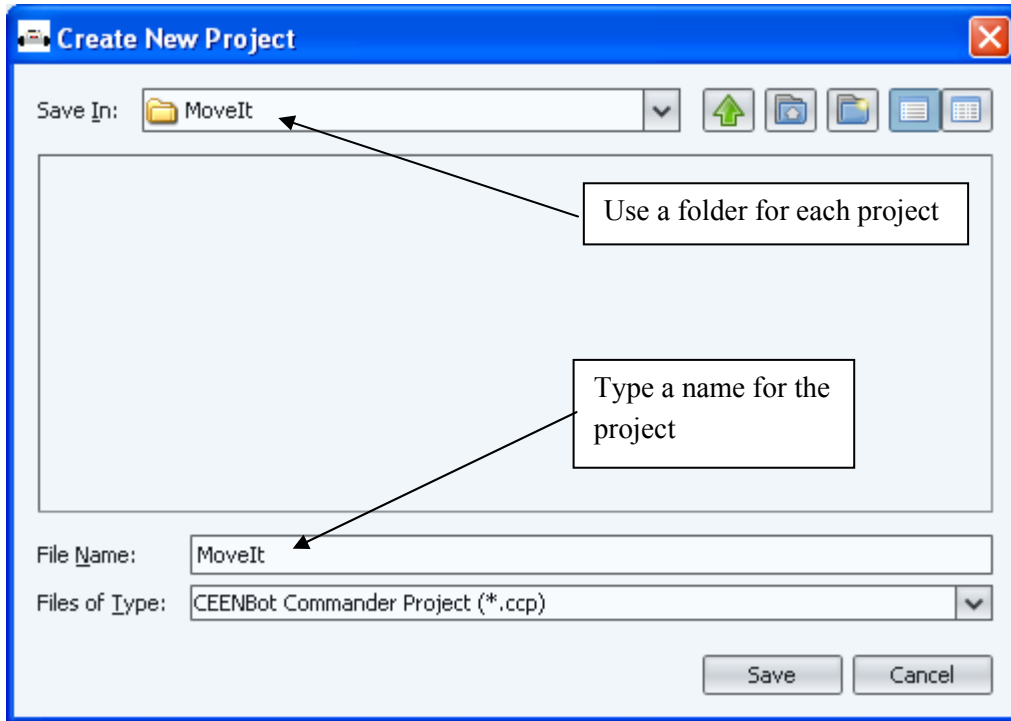 Create New Project
Save In: MoveIt
Use a folder for each project
Type a name for the
project
File Name: MoveIt
Files of Type: CEENBot Commander Project (*.ccp)
Save Cancel